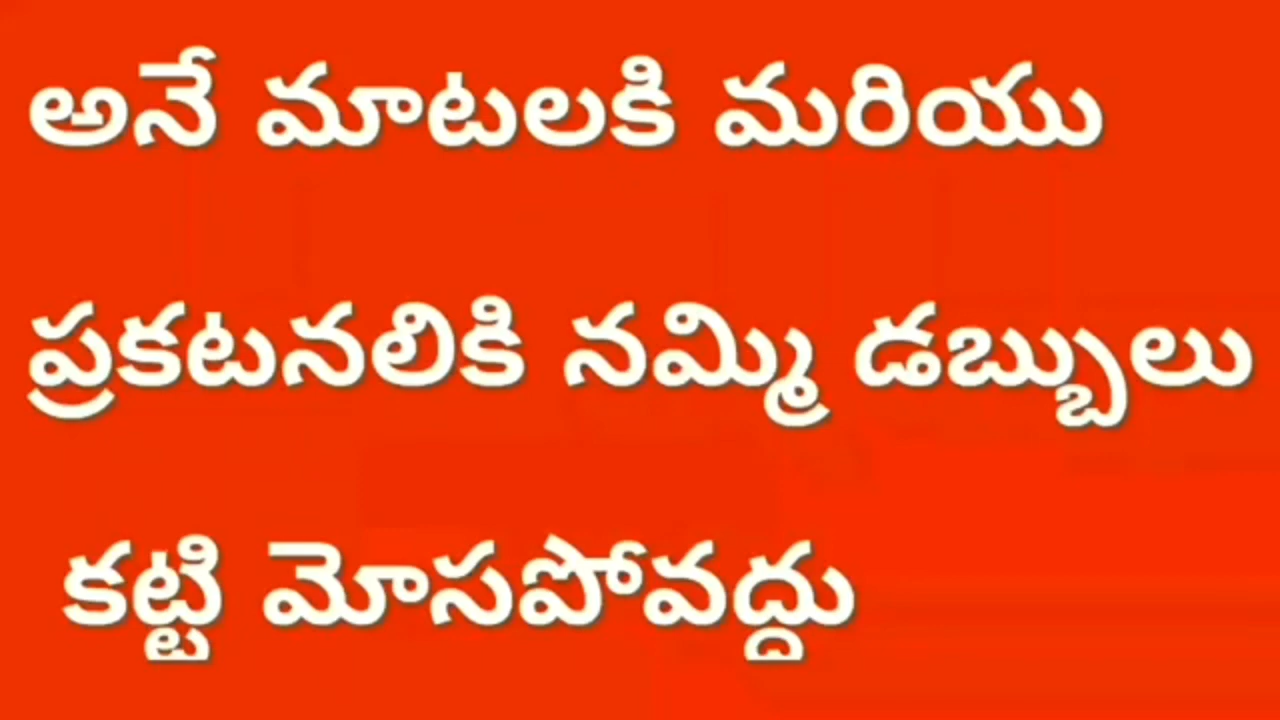 అనే మాటలకి మరియు
ప్రకటనలికి నమ్మి డబ్బులు
కట్టి మోసపోవద్దు